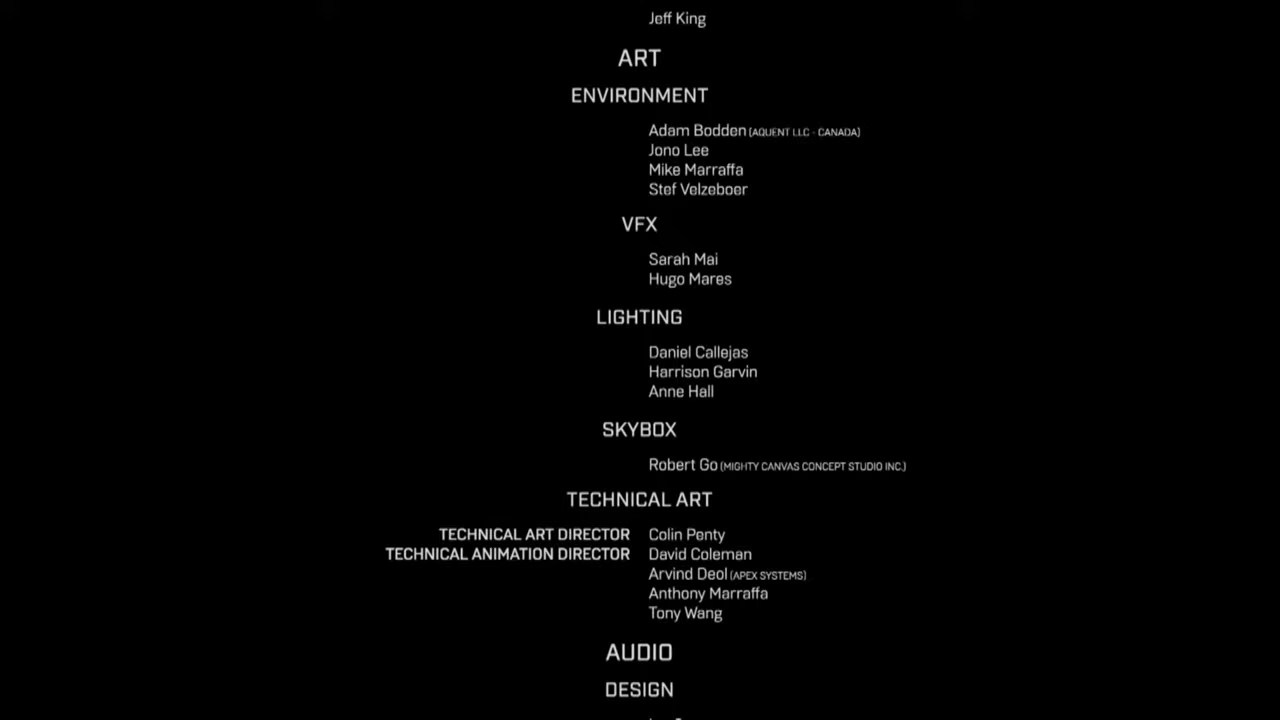 Jeff King
ART
ENVIRONMENT
Adam Bodden (AQUENT LLC - CANADA)
Jono Lee
Mike Marraffa
Stef Velzeboer
VFX
Sarah Mai
Hugo Mares
LIGHTING
Daniel Callejas
Harrison Garvin
Anne Hall
SKYBOX
Robert Go (MIGHTY CANVAS CONCEPT STUDIO INC.)
TECHNICAL ART
TECHNICAL ART DIRECTOR Colin Penty
TECHNICAL ANIMATION DIRECTOR David Coleman
Arvind Deol (APEX SYSTEMS)
Anthony Marraffa
Tony Wang
AUDIO
DESIGN